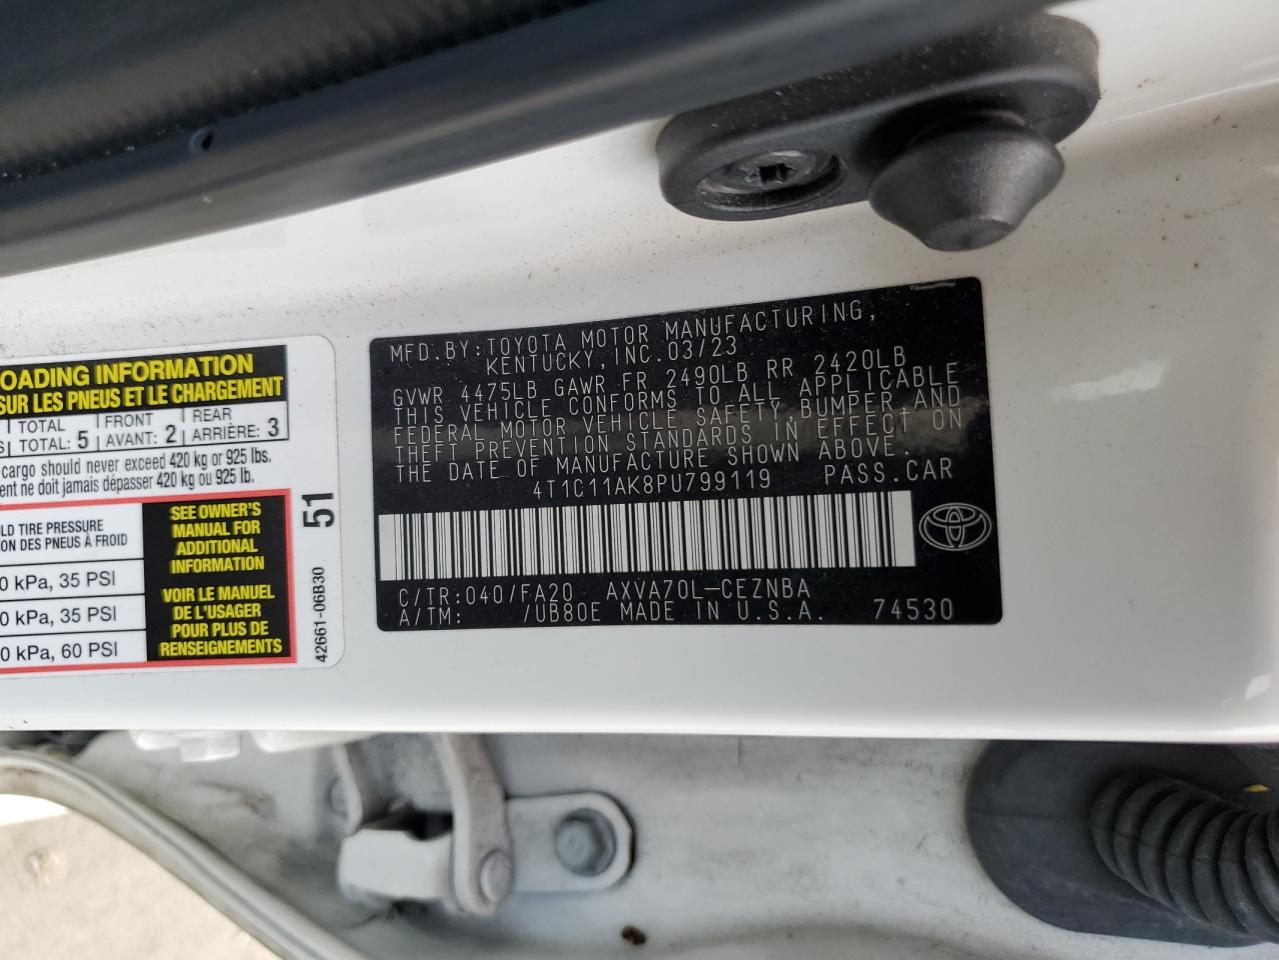 OADING INFORMATION
SUR LES PNEUS ET LE CHARGEMENT
TOTAL FRONT REAR
TOTAL: 5 AVANT: 2 ARRIÈRE: 3
cargo should never exceed 420 kg or 925 lbs.
ent ne doit jamais dépasser 420 kg ou 925 lb.
LD TIRE PRESSURE
ON DES PNEUS À FROID
0 kPa, 35 PSI
0 kPa, 35 PSI
0 kPa, 60 PSI
SEE OWNER'S
MANUAL FOR
ADDITIONAL
INFORMATION
VOIR LE MANUEL
DE L'USAGER
POUR PLUS DE
RENSEIGNEMENTS
51
42661-06B30
MFD.BY:TOYOTA MOTOR MANUFACTURING,
KENTUCKY, INC.03/23
GVWR 4475LB GAWR FR 2490LB RR 2420LB
THIS VEHICLE CONFORMS TO ALL APPLICABLE
FEDERAL MOTOR VEHICLE SAFETY BUMPER AND
THEFT PREVENTION STANDARDS IN EFFECT ON
THE DATE OF MANUFACTURE SHOWN ABOVE.
4T1C11AK8PU799119 PASS.CAR
C/TR:040/FA20 AXVA70L-CEZNBA
A/TM: /UB80E MADE IN U.S.A. 74530